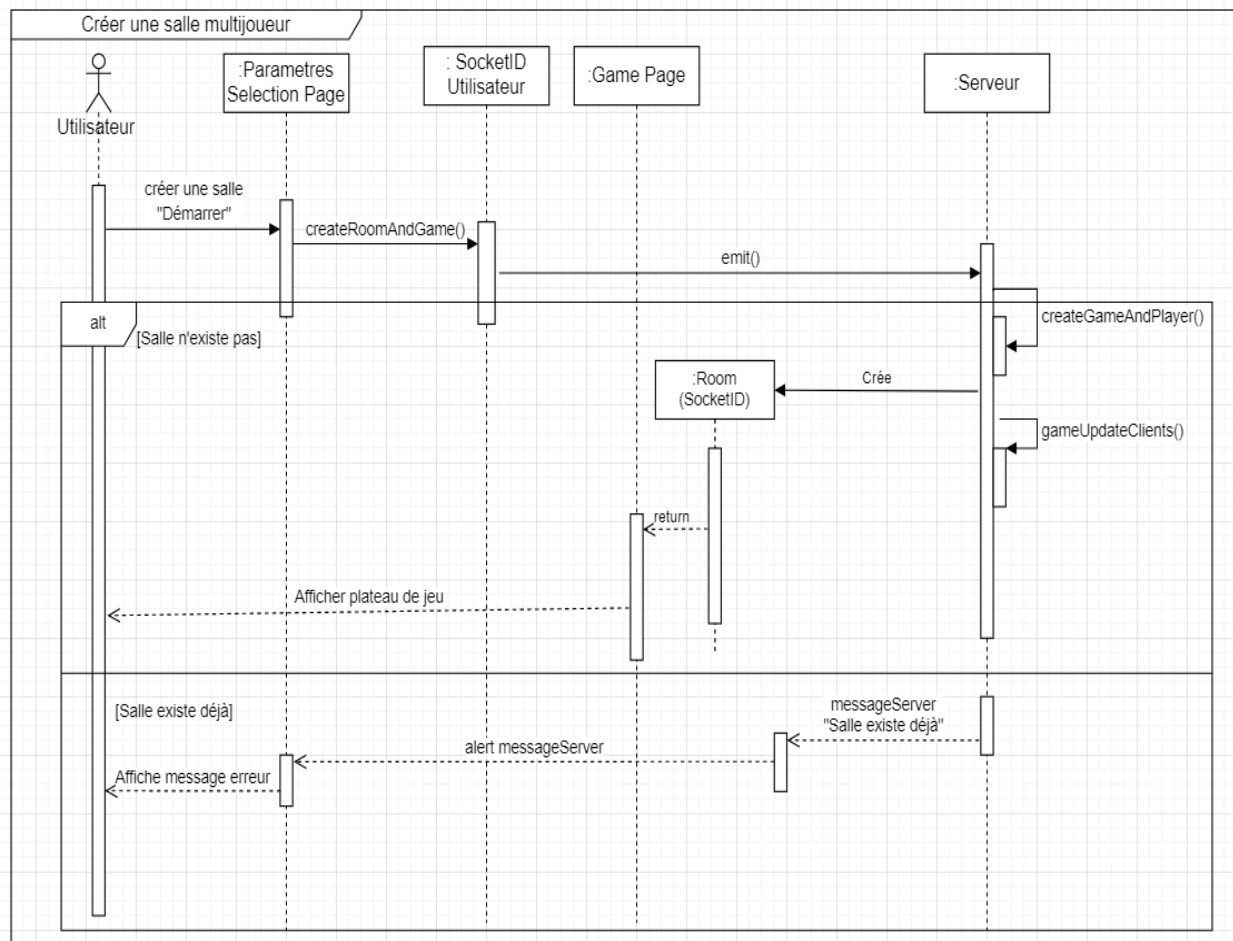 Créer une salle multijoueur
Utilisateur
:Parametres
Selection Page
: SocketID
Utilisateur
:Game Page
:Serveur
créer une salle
"Démarrer"
createRoomAndGame()
emit()
alt
[Salle n'existe pas]
createGameAndPlayer()
:Room
(SocketID)
Crée
gameUpdateClients()
return
Afficher plateau de jeu
[Salle existe déjà]
messageServer
"Salle existe déjà"
alert messageServer
Affiche message erreur